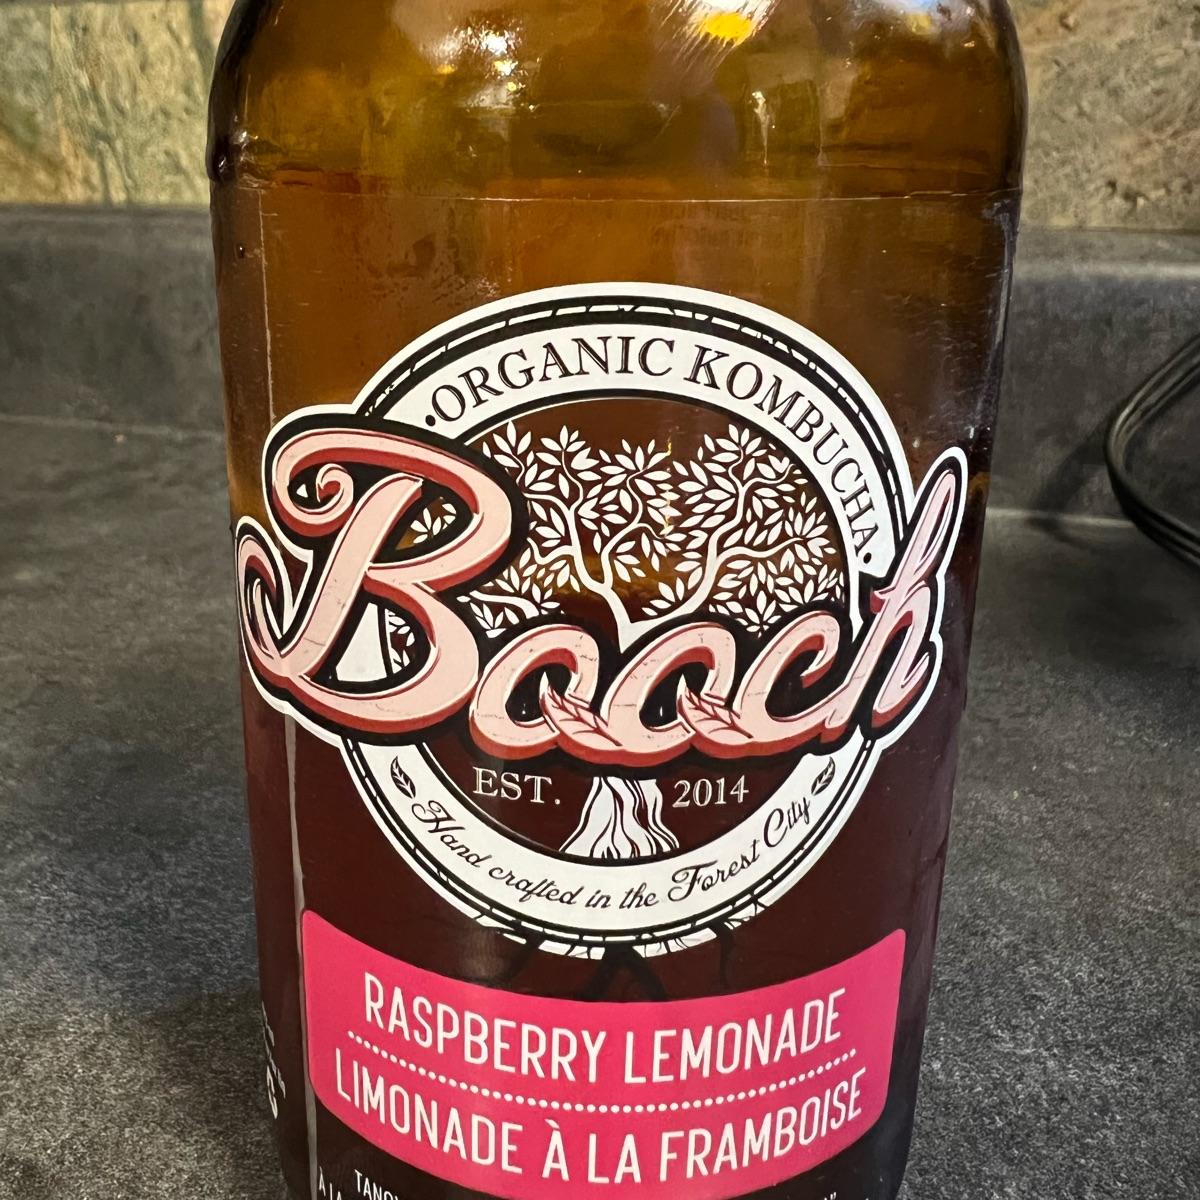 ·ORGANIC KOMBUCHA·
Booch
EST. 2014
Hand crafted in the Forest City
RASPBERRY LEMONADE
LIMONADE À LA FRAMBOISE